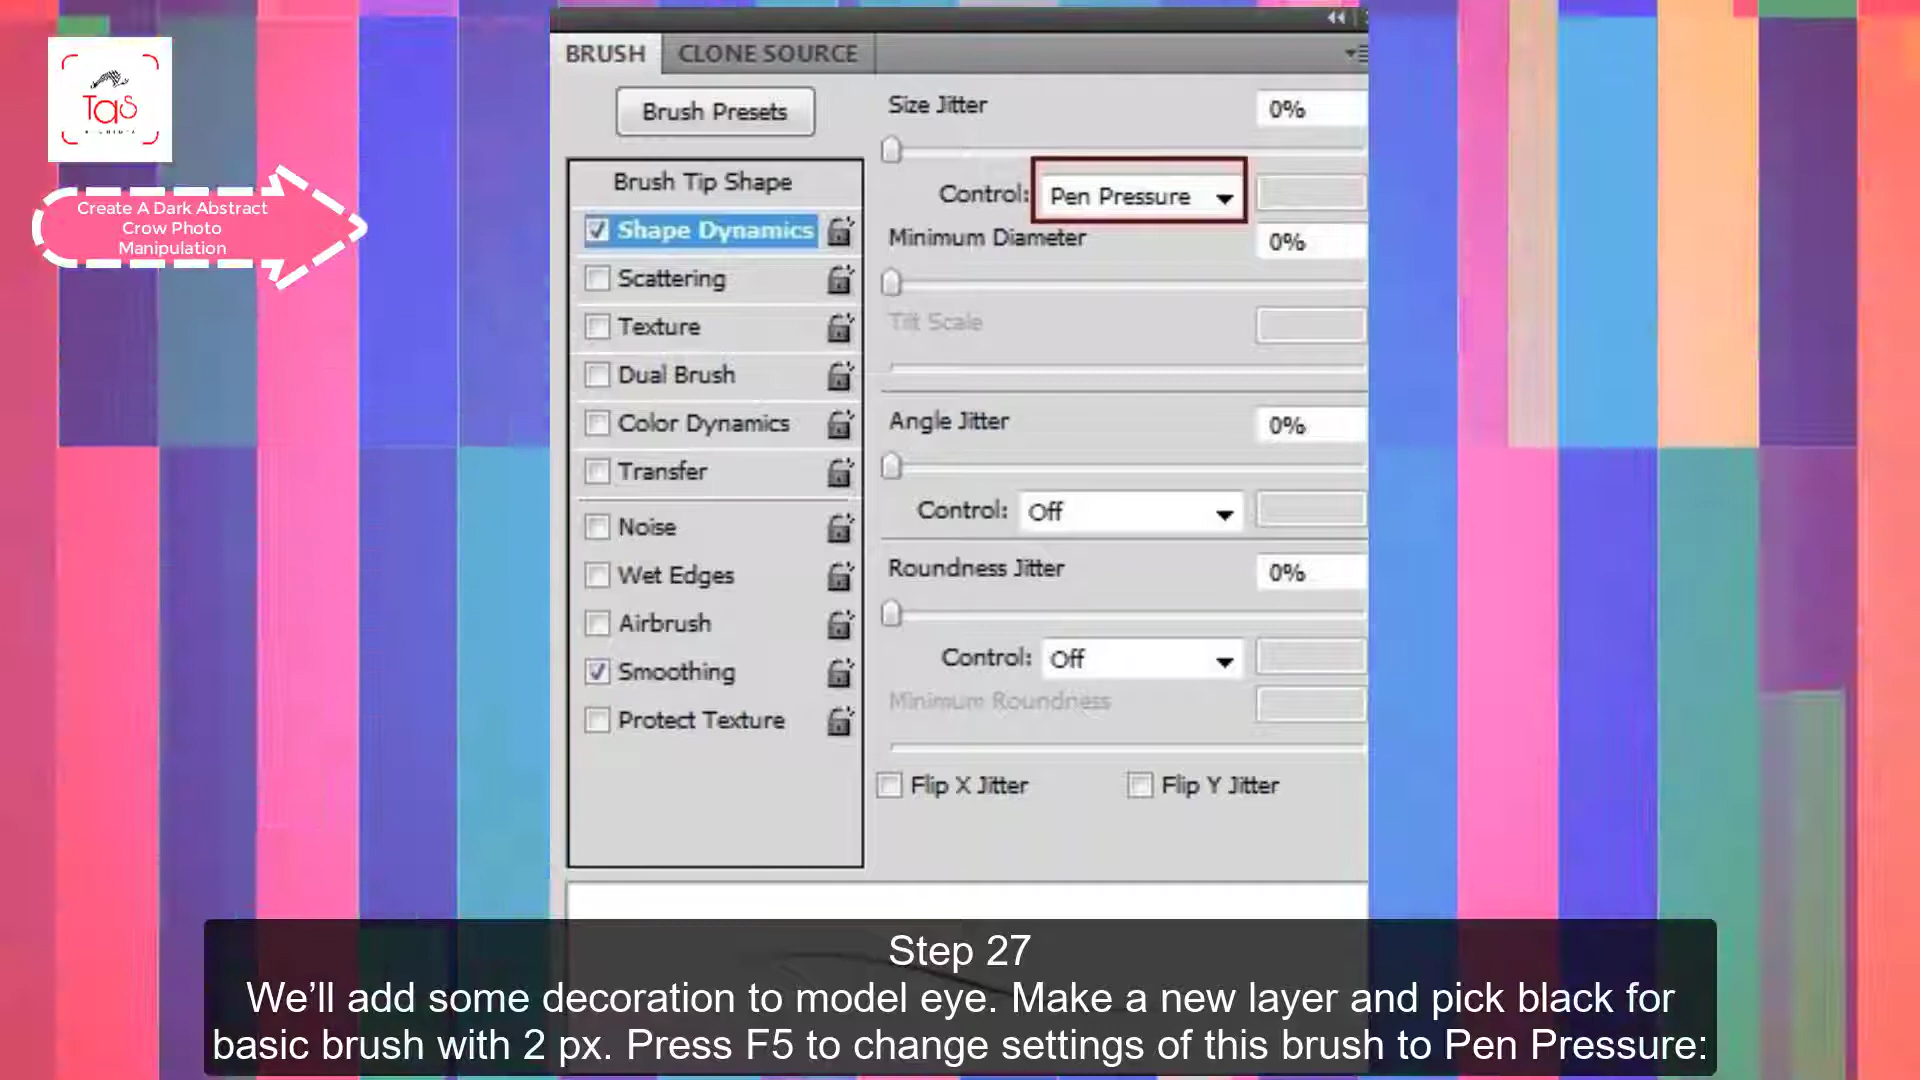 BRUSH
CLONE SOURCE
Brush Presets
Brush Tip Shape
Shape Dynamics
Scattering
Texture
Dual Brush
Color Dynamics
Transfer
Noise
Wet Edges
Airbrush
Smoothing
Protect Texture
Size Jitter 0%
Control: Pen Pressure
Minimum Diameter 0%
Tilt Scale
Angle Jitter 0%
Control: Off
Roundness Jitter 0%
Control: Off
Minimum Roundness
Flip X Jitter Flip Y Jitter
Tas
Create A Dark Abstract
Crow Photo
Manipulation
Step 27
We’ll add some decoration to model eye. Make a new layer and pick black for
basic brush with 2 px. Press F5 to change settings of this brush to Pen Pressure: